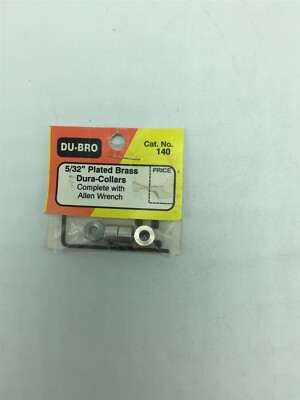 DU-BRO
Cat. No.
140
5/32" Plated Brass
Dura-Collars
Complete with
Allen Wrench
PRICE